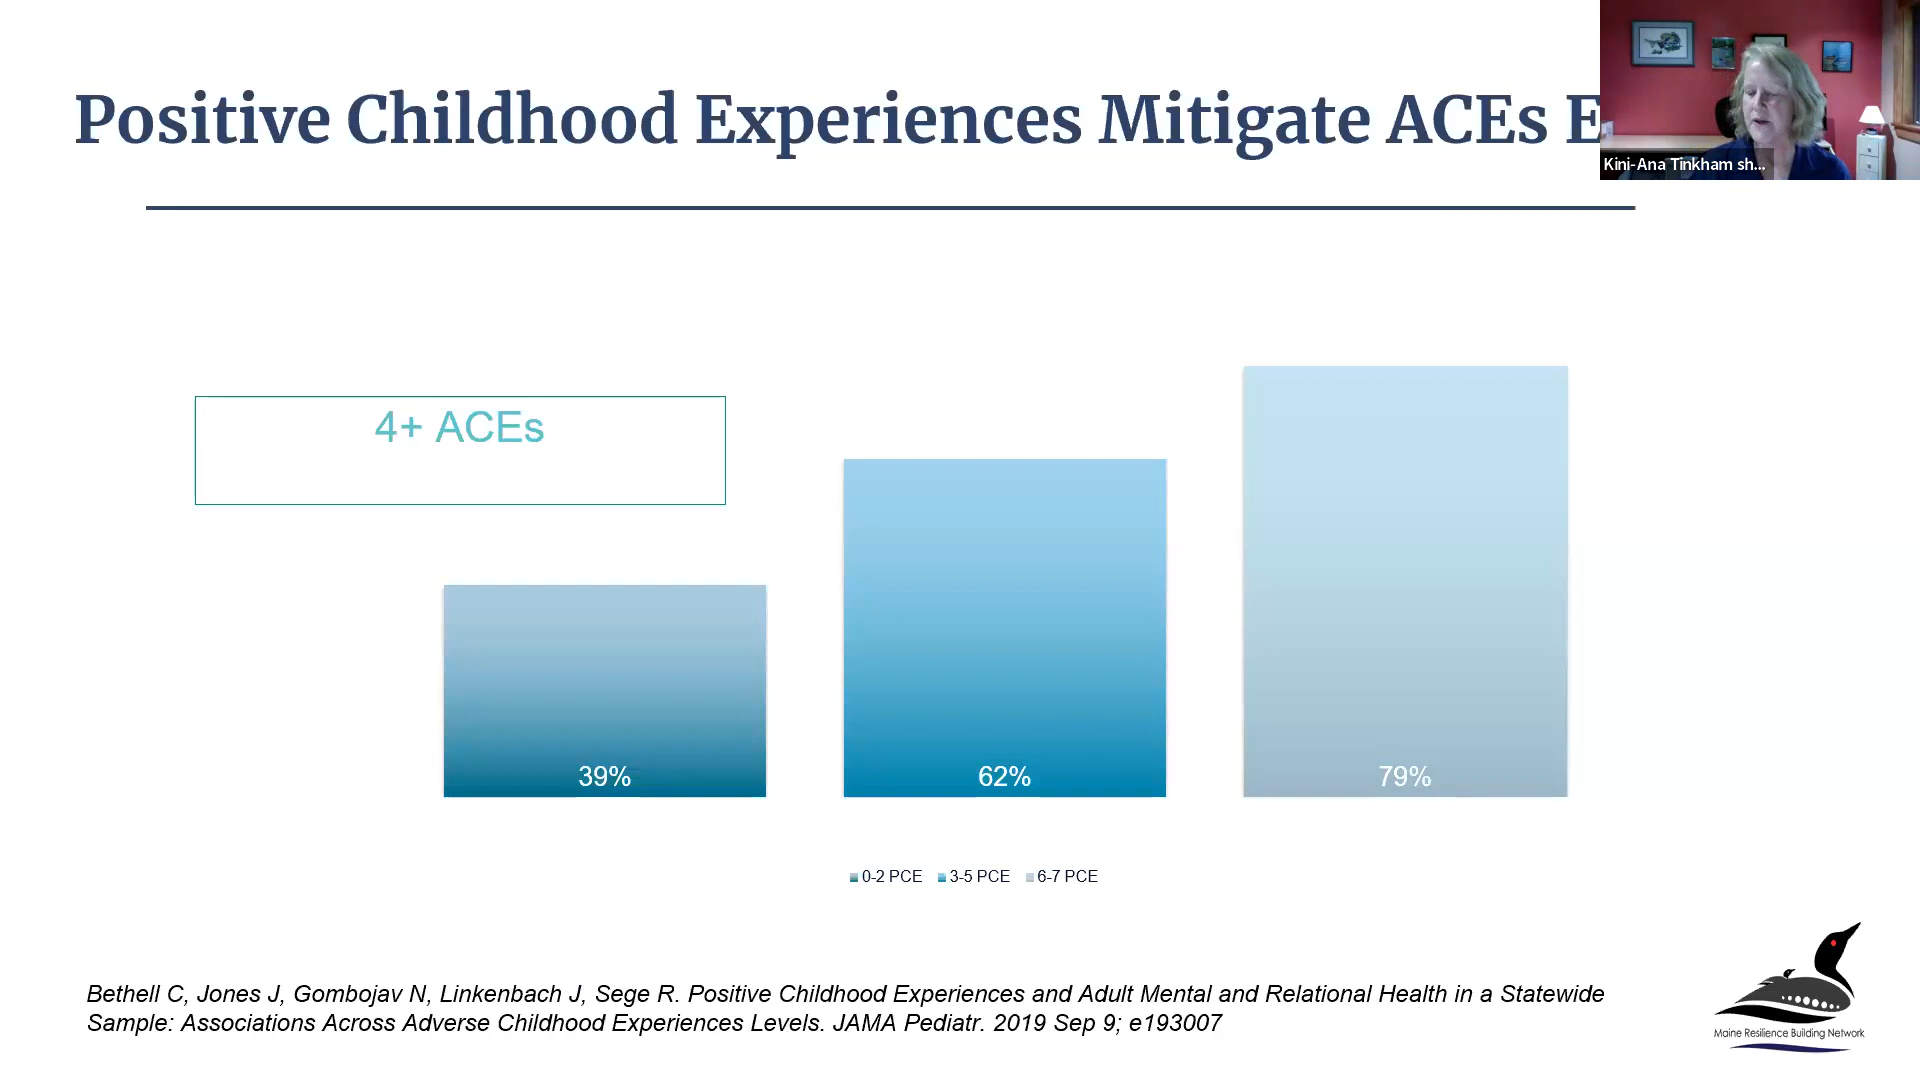 Positive Childhood Experiences Mitigate ACEs E
Kini-Ana Tinkham sh...
4+ ACEs
39%
62%
79%
0-2 PCE 3-5 PCE 6-7 PCE
Bethell C, Jones J, Gombojav N, Linkenbach J, Sege R. Positive Childhood Experiences and Adult Mental and Relational Health in a Statewide
Sample: Associations Across Adverse Childhood Experiences Levels. JAMA Pediatr. 2019 Sep 9; e193007
Maine Resilience Building Network